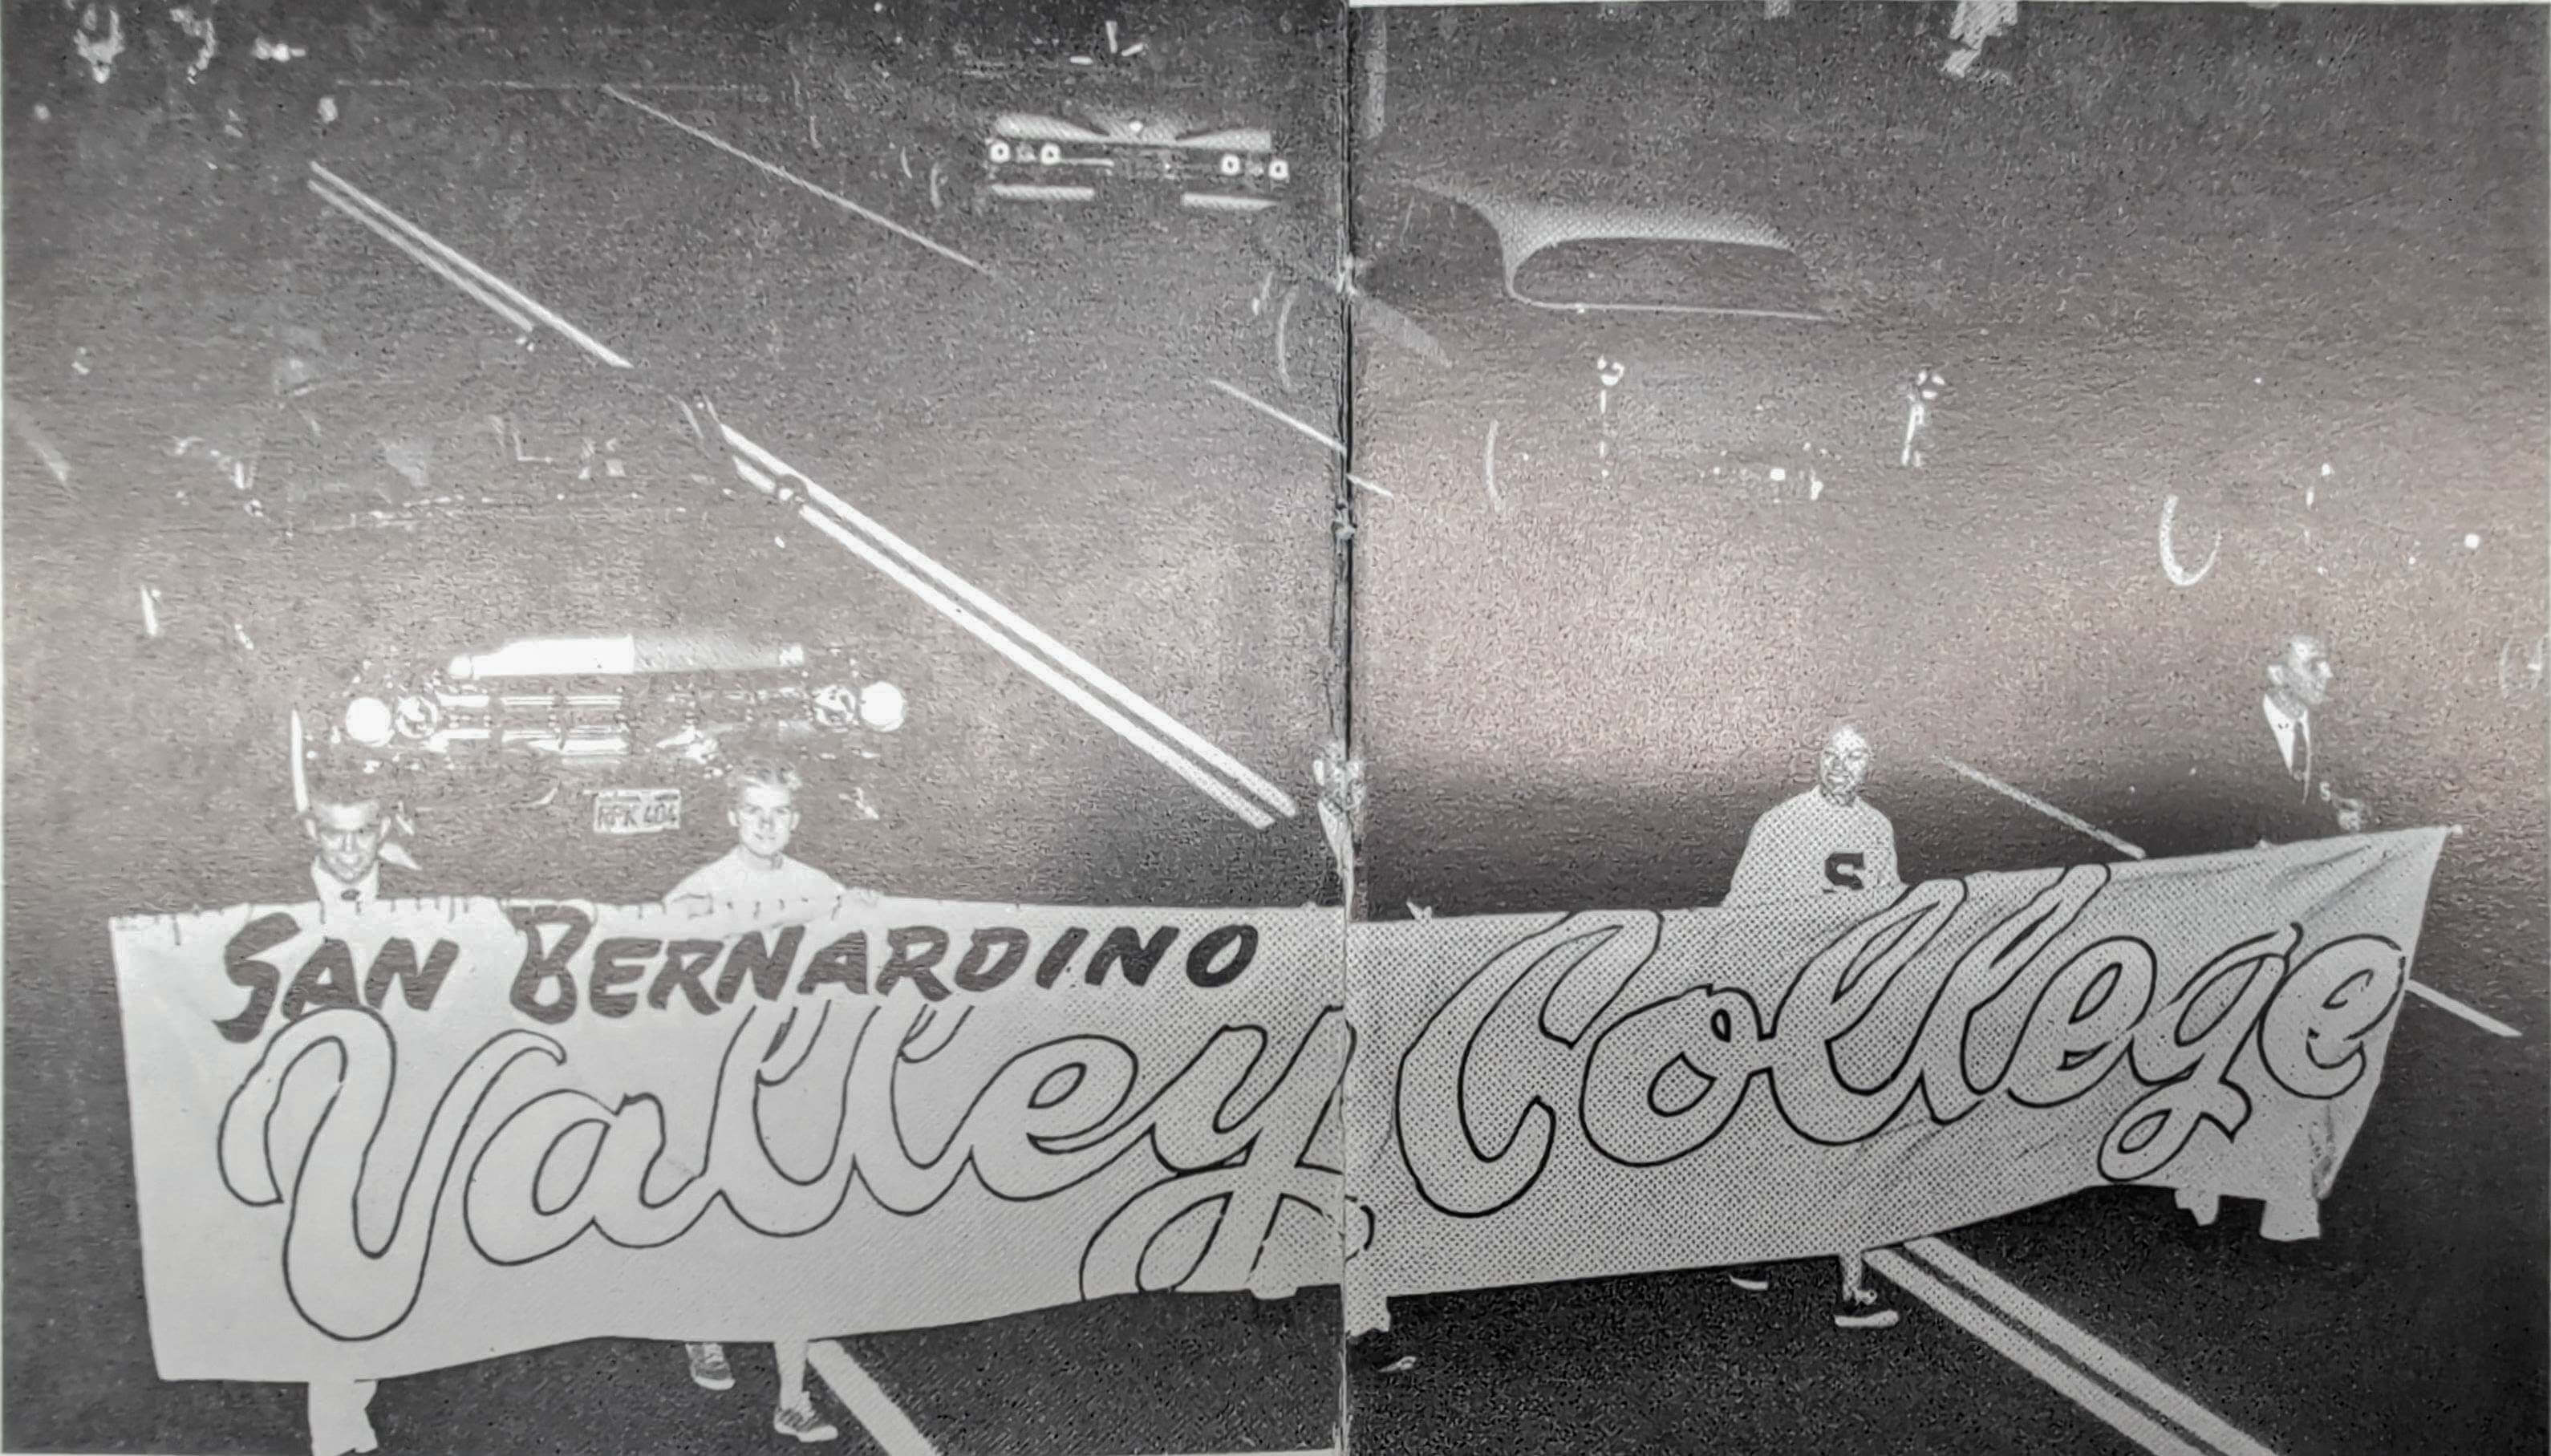 RFK 404
S
SAN BERNARDINO
Valley College